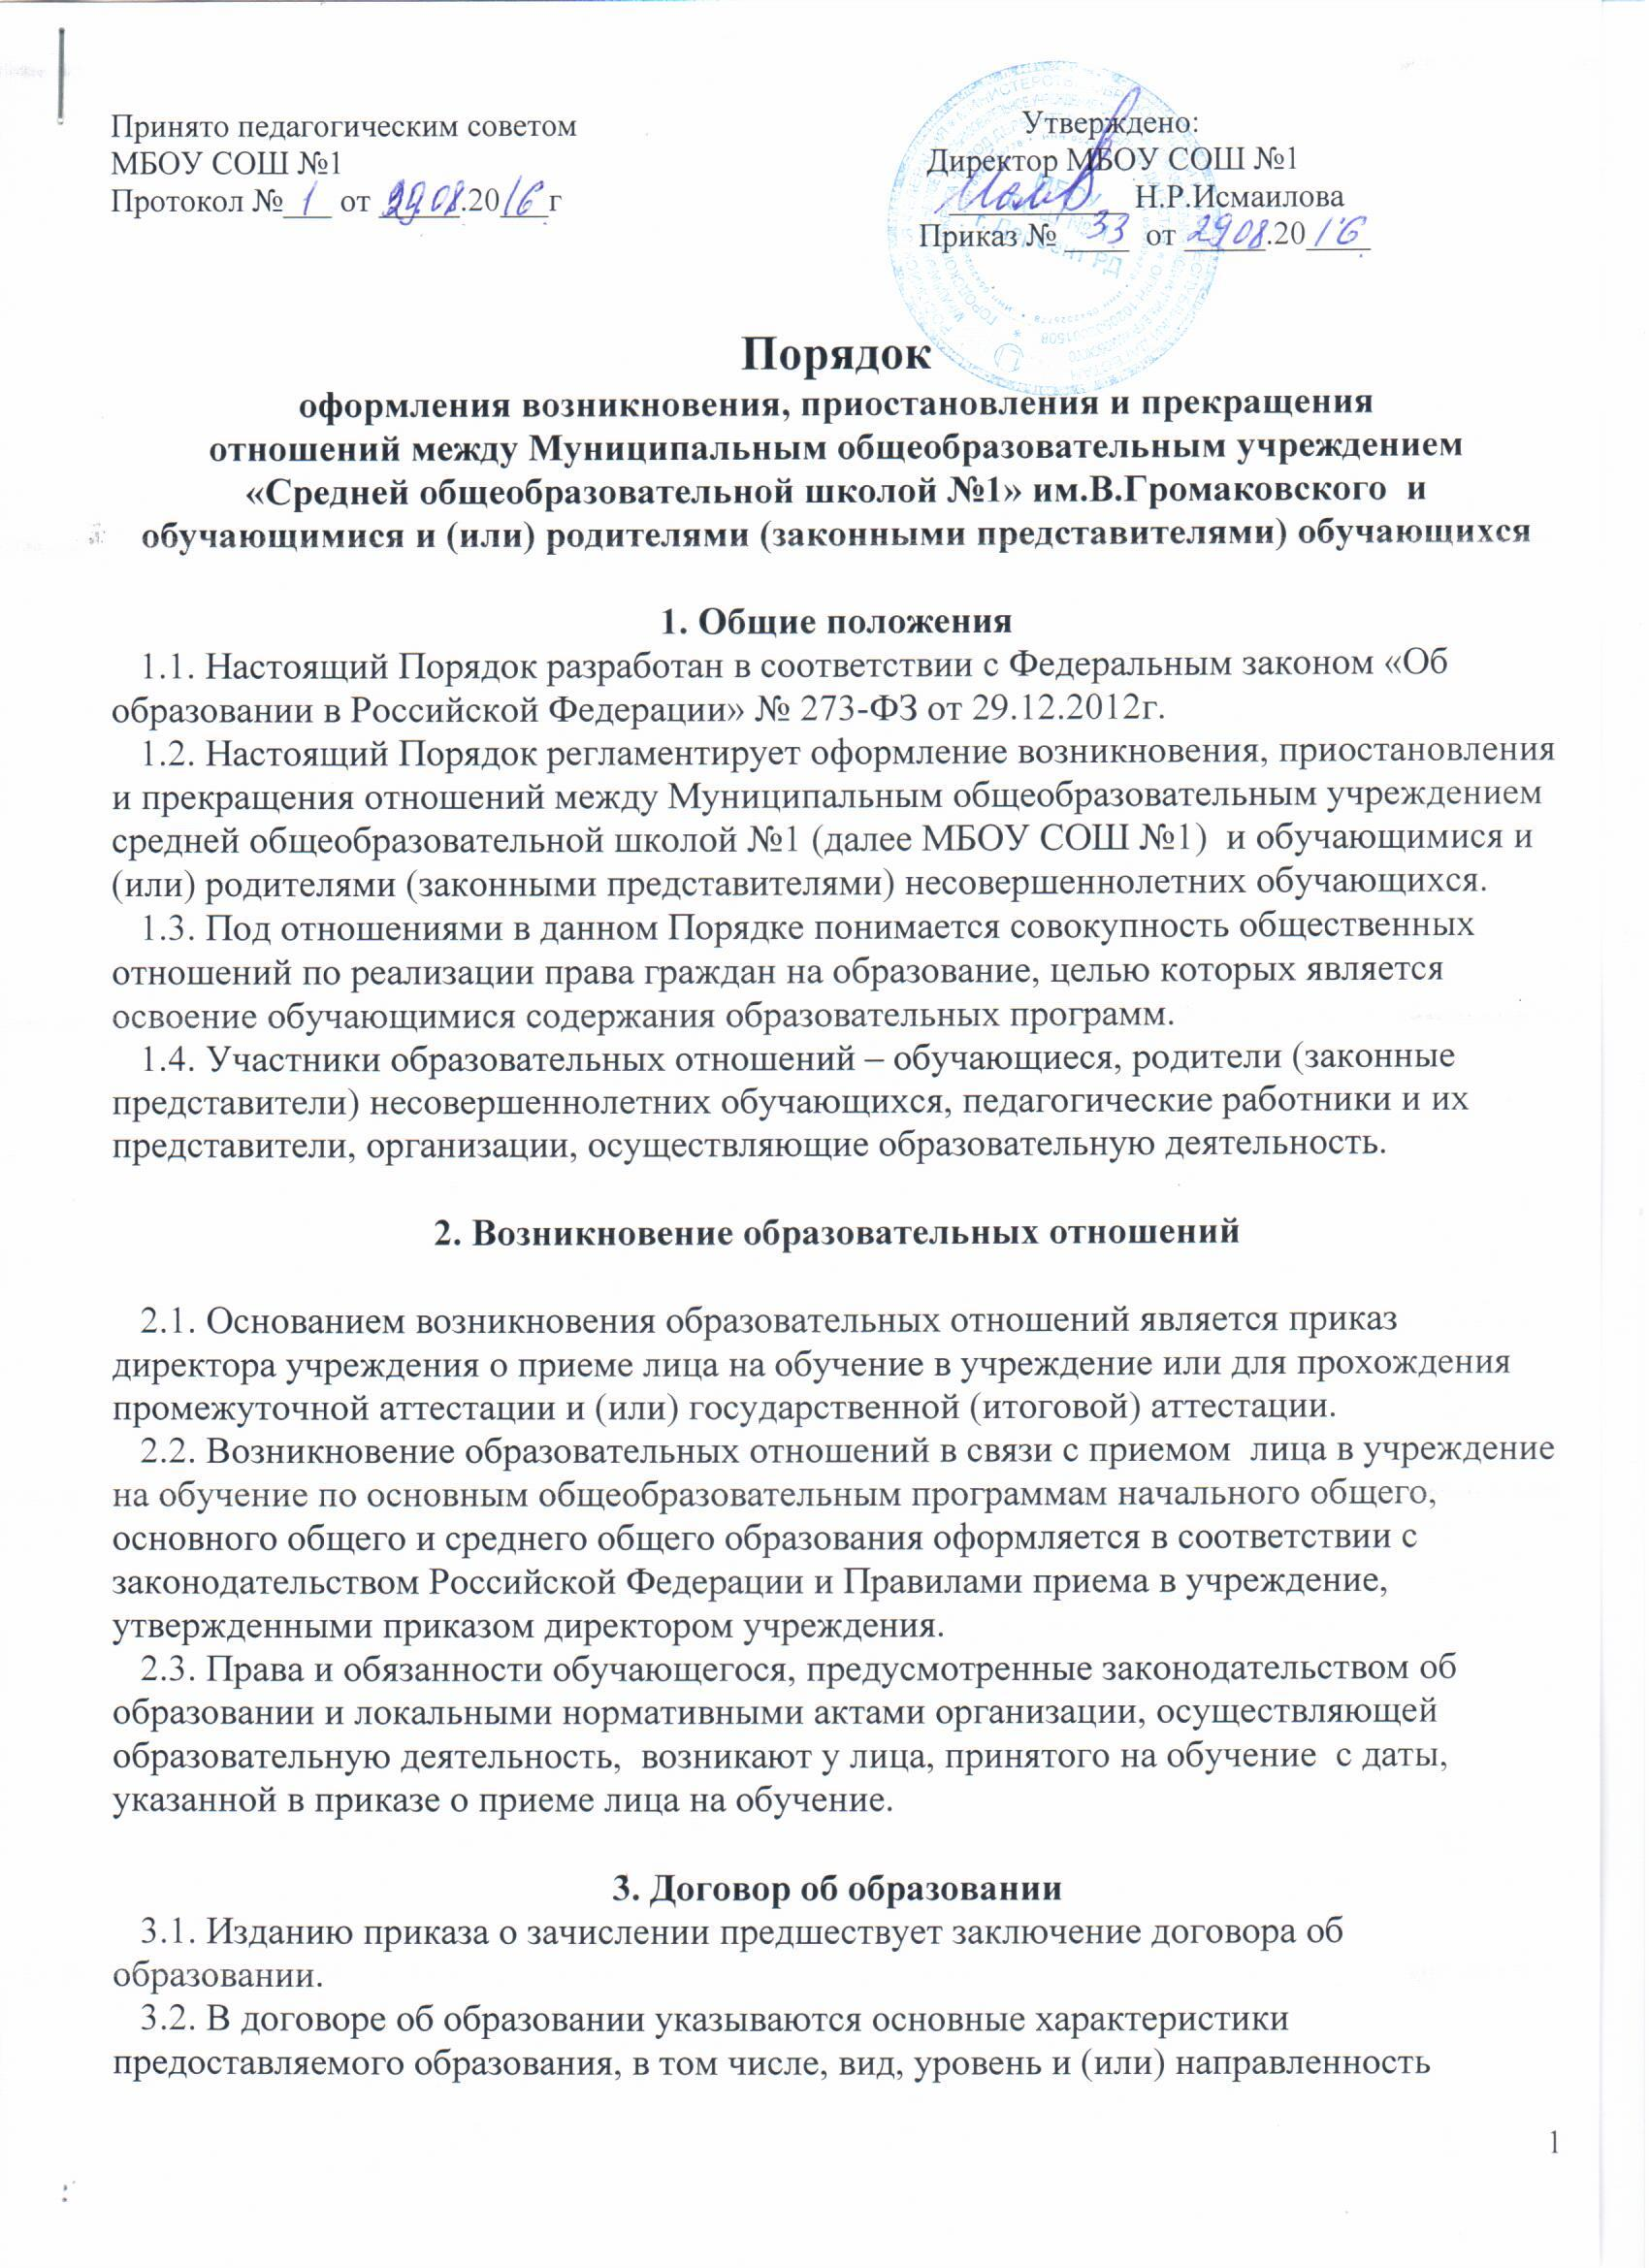 Принято педагогическим советом
МБОУ СОШ №1
Протокол № 1 от 29.08.2016г
Утверждено:
Директор МБОУ СОШ №1
Н.Р.Исмаилова
Приказ № 33 от 29.08.2016
Порядок
оформления возникновения, приостановления и прекращения
отношений между Муниципальным общеобразовательным учреждением
«Средней общеобразовательной школой №1» им.В.Громаковского и
обучающимися и (или) родителями (законными представителями) обучающихся
1. Общие положения
1.1. Настоящий Порядок разработан в соответствии с Федеральным законом «Об
образовании в Российской Федерации» № 273-ФЗ от 29.12.2012г.
1.2. Настоящий Порядок регламентирует оформление возникновения, приостановления
и прекращения отношений между Муниципальным общеобразовательным учреждением
средней общеобразовательной школой №1 (далее МБОУ СОШ №1) и обучающимися и
(или) родителями (законными представителями) несовершеннолетних обучающихся.
1.3. Под отношениями в данном Порядке понимается совокупность общественных
отношений по реализации права граждан на образование, целью которых является
освоение обучающимися содержания образовательных программ.
1.4. Участники образовательных отношений – обучающиеся, родители (законные
представители) несовершеннолетних обучающихся, педагогические работники и их
представители, организации, осуществляющие образовательную деятельность.
2. Возникновение образовательных отношений
2.1. Основанием возникновения образовательных отношений является приказ
директора учреждения о приеме лица на обучение в учреждение или для прохождения
промежуточной аттестации и (или) государственной (итоговой) аттестации.
2.2. Возникновение образовательных отношений в связи с приемом лица в учреждение
на обучение по основным общеобразовательным программам начального общего,
основного общего и среднего общего образования оформляется в соответствии с
законодательством Российской Федерации и Правилами приема в учреждение,
утвержденными приказом директором учреждения.
2.3. Права и обязанности обучающегося, предусмотренные законодательством об
образовании и локальными нормативными актами организации, осуществляющей
образовательную деятельность, возникают у лица, принятого на обучение с даты,
указанной в приказе о приеме лица на обучение.
3. Договор об образовании
3.1. Изданию приказа о зачислении предшествует заключение договора об
образовании.
3.2. В договоре об образовании указываются основные характеристики
предоставляемого образования, в том числе, вид, уровень и (или) направленность
1